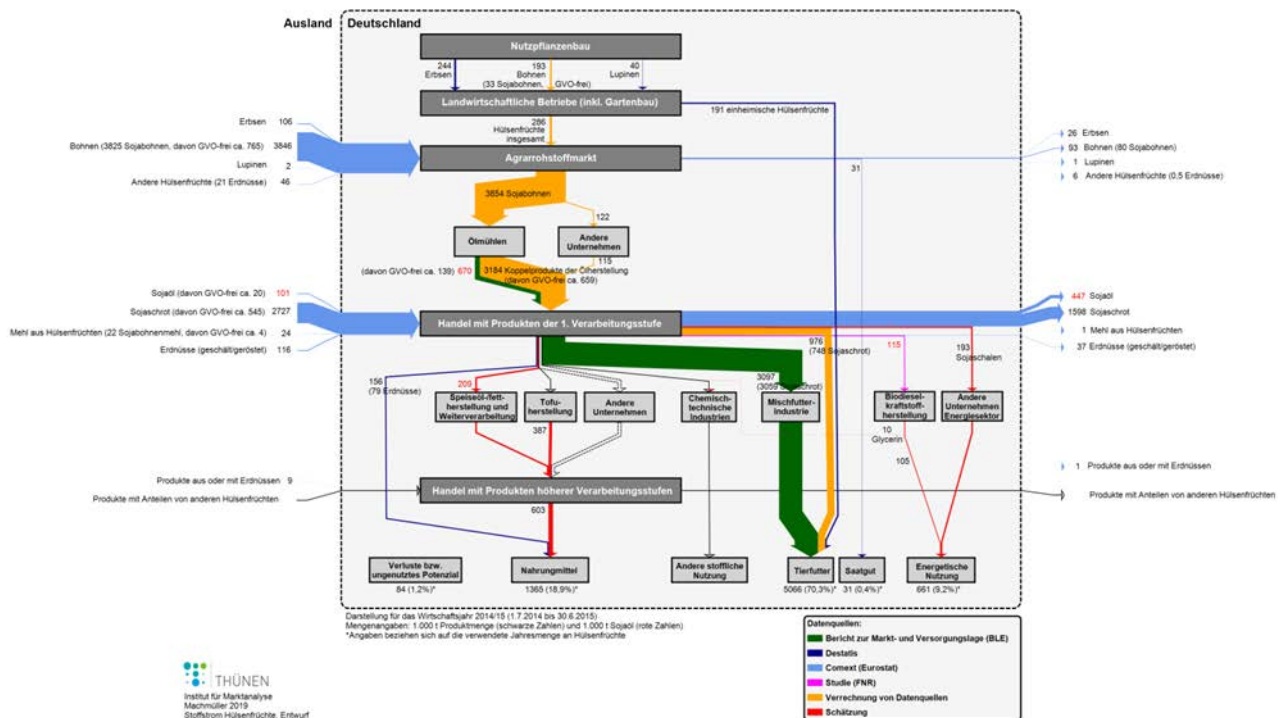 Ausland
Deutschland
Nutzpflanzenbau
244
Erbsen
193
Bohnen
(33 Sojabohnen, GVO-frei)
40
Lupinen
Landwirtschaftliche Betriebe (inkl. Gartenbau)
191 einheimische Hülsenfrüchte
286
Hülsenfrüchte
insgesamt
Erbsen 106
Bohnen (3825 Sojabohnen, davon GVO-frei ca. 765) 3846
Lupinen 2
Andere Hülsenfrüchte (21 Erdnüsse) 46
Agrarrohstoffmarkt
26 Erbsen
93 Bohnen (80 Sojabohnen)
1 Lupinen
6 Andere Hülsenfrüchte (0,5 Erdnüsse)
31
3854 Sojabohnen
122
Ölmühlen
Andere
Unternehmen
115
(davon GVO-frei ca. 139) 670
3184 Koppelprodukte der Ölherstellung
(davon GVO-frei ca. 659)
Sojaöl (davon GVO-frei ca. 20) 101
Sojaschrot (davon GVO-frei ca. 545) 2727
Mehl aus Hülsenfrüchten (22 Sojabohnenmehl, davon GVO-frei ca. 4) 24
Erdnüsse (geschält/geröstet) 116
Handel mit Produkten der 1. Verarbeitungsstufe
447 Sojaöl
1598 Sojaschrot
1 Mehl aus Hülsenfrüchten
37 Erdnüsse (geschält/geröstet)
976
(748 Sojaschrot)
115
193
Sojaschalen
156
(79 Erdnüsse)
209
3097
(3059 Sojaschrot)
Speiseöl-/fett-
herstellung und
Weiterverarbeitung
Tofu-
herstellung
Andere
Unternehmen
Chemisch-
technische
Industrien
Mischfutter-
industrie
Biodiesel-
kraftstoff-
herstellung
Andere
Unternehmen
Energiesektor
387
10
Glycerin
105
Produkte aus oder mit Erdnüssen 9
Produkte mit Anteilen von anderen Hülsenfrüchten
Handel mit Produkten höherer Verarbeitungsstufen
1 Produkte aus oder mit Erdnüssen
Produkte mit Anteilen von anderen Hülsenfrüchten
603
Verluste bzw.
ungenutztes Potenzial
84 (1,2%)*
Nahrungmittel
1365 (18,9%)*
Andere stoffliche
Nutzung
Tierfutter
5066 (70,3%)*
Saatgut
31 (0,4%)*
Energetische
Nutzung
661 (9,2%)*
Darstellung für das Wirtschaftsjahr 2014/15 (1.7.2014 bis 30.6.2015)
Mengenangaben: 1.000 t Produktmenge (schwarze Zahlen) und 1.000 t Sojaöl (rote Zahlen)
*Angaben beziehen sich auf die verwendete Jahresmenge an Hülsenfrüchte
Datenquellen:
Bericht zur Markt- und Versorgungslage (BLE)
Destatis
Comext (Eurostat)
Studie (FNR)
Verrechnung von Datenquellen
Schätzung
THÜNEN
Institut für Marktanalyse
Machmüller 2019
Stoffstrom Hülsenfrüchte, Entwurf